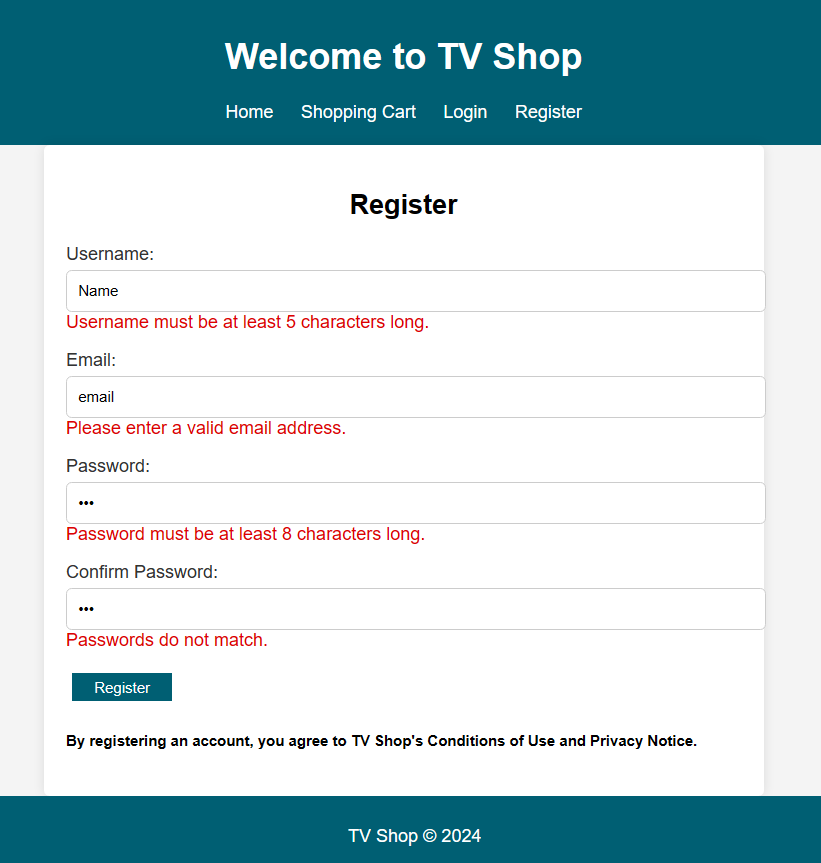 Welcome to TV Shop
Home Shopping Cart Login Register
Register
Username:
Name
Username must be at least 5 characters long.
Email:
email
Please enter a valid email address.
Password:
•••
Password must be at least 8 characters long.
Confirm Password:
•••
Passwords do not match.
Register
By registering an account, you agree to TV Shop's Conditions of Use and Privacy Notice.
TV Shop © 2024